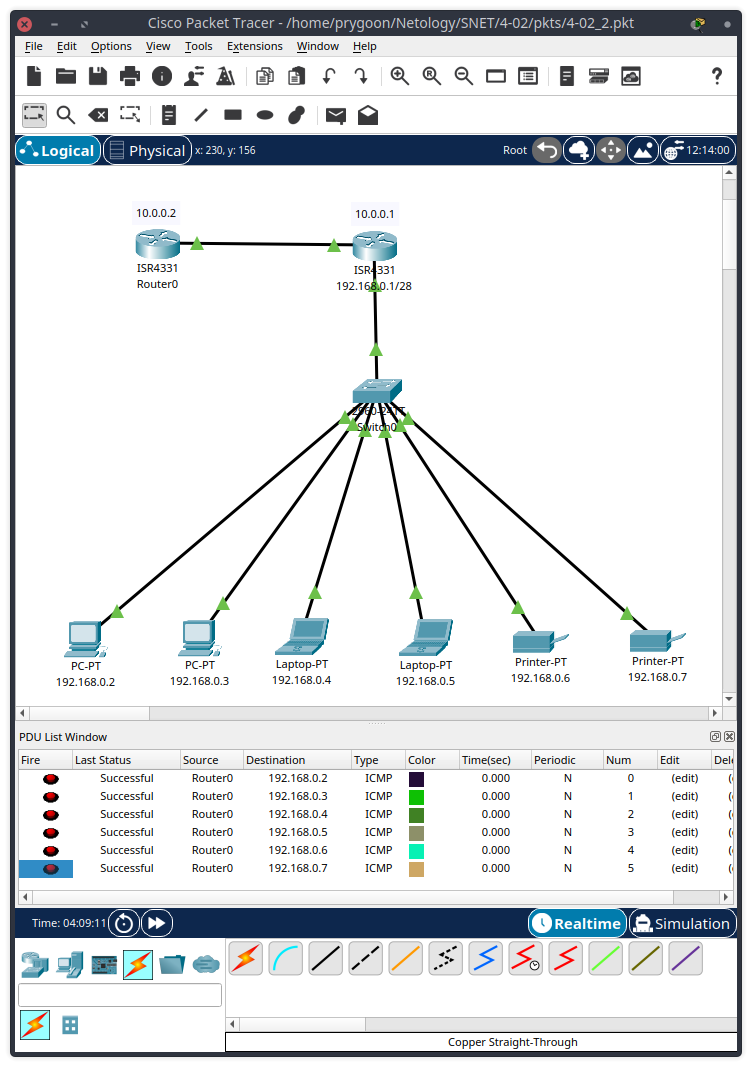 Cisco Packet Tracer - /home/prygoon/Netology/SNET/4-02/pkts/4-02_2.pkt
File Edit Options View Tools Extensions Window Help
Logical Physical x: 230, y: 156 Root 12:14:00
10.0.0.2 10.0.0.1
ISR4331 ISR4331
Router0 192.168.0.1/28
2960-24TT
Switch0
PC-PT PC-PT Laptop-PT Laptop-PT Printer-PT Printer-PT
192.168.0.2 192.168.0.3 192.168.0.4 192.168.0.5 192.168.0.6 192.168.0.7
PDU List Window
Fire Last Status Source Destination Type Color Time(sec) Periodic Num Edit Dele
Successful Router0 192.168.0.2 ICMP 0.000 N 0 (edit) (
Successful Router0 192.168.0.3 ICMP 0.000 N 1 (edit) (
Successful Router0 192.168.0.4 ICMP 0.000 N 2 (edit) (
Successful Router0 192.168.0.5 ICMP 0.000 N 3 (edit) (
Successful Router0 192.168.0.6 ICMP 0.000 N 4 (edit) (
Successful Router0 192.168.0.7 ICMP 0.000 N 5 (edit) (
Time: 04:09:11 Realtime Simulation
Copper Straight-Through